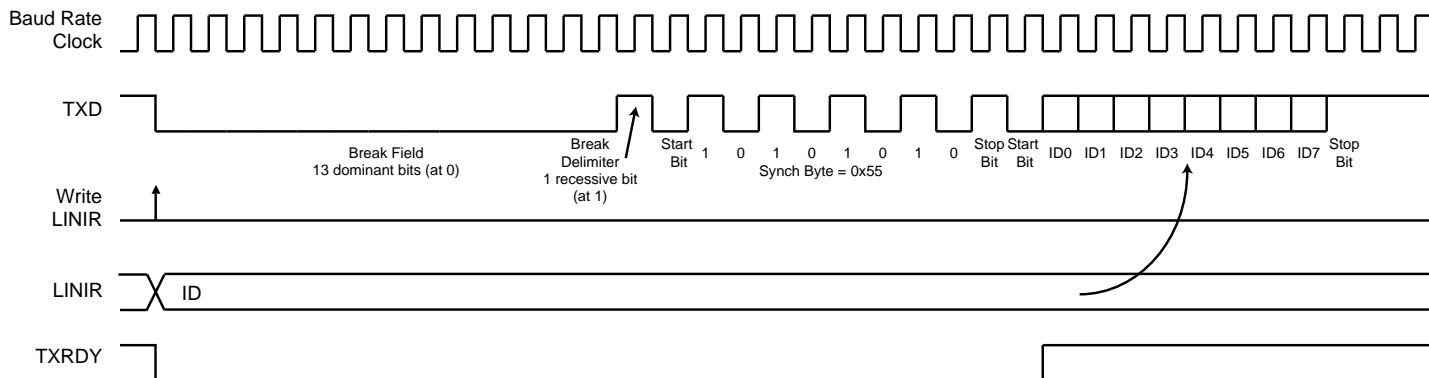 Baud Rate
Clock
TXD
Break Field
13 dominant bits (at 0)
Break
Delimiter
1 recessive bit
(at 1)
Start
Bit
1 0 1 0 1 0 1 0
Synch Byte = 0x55
Stop
Bit
Start
Bit
ID0 ID1 ID2 ID3 ID4 ID5 ID6 ID7
Stop
Bit
Write
LINIR
LINIR
ID
TXRDY